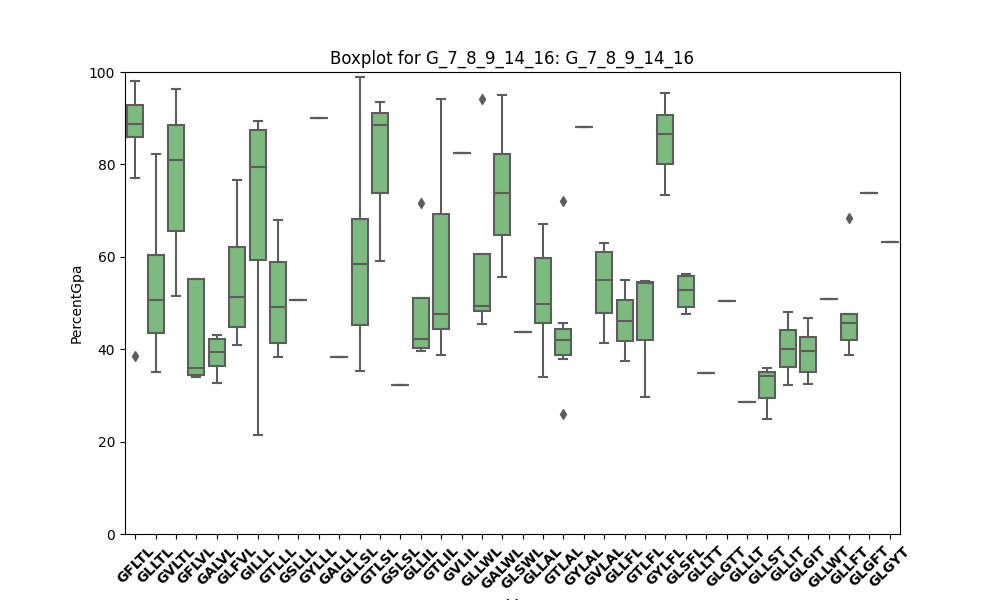 Boxplot for G_7_8_9_14_16: G_7_8_9_14_16
100
80
60
40
20
0
PercentGpa
GFLTL
GLLTL
GVLTL
GFLVL
GALVL
GLFVL
GILLL
GTLLL
GSLLL
GYLLL
GALLL
GLLSL
GTLSL
GSLSL
GLLIL
GTLIL
GVLIL
GLLWL
GALWL
GLSWL
GLLAL
GTLAL
GYLAL
GVLAL
GLLFL
GTLFL
GYLFL
GLSFL
GLLTT
GLGTT
GLLLT
GLLST
GLLIT
GLGIT
GLLWT
GLLFT
GLGFT
GLGYT